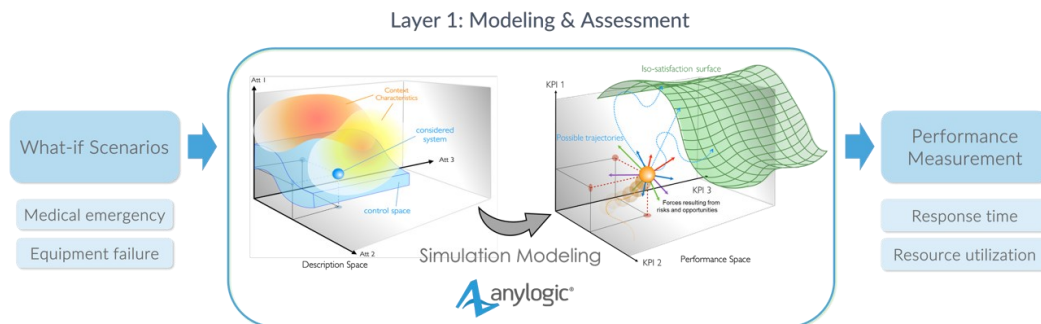 Layer 1: Modeling & Assessment
What-if Scenarios
Medical emergency
Equipment failure
Att 1
Context
Characteristics
considered
system
Att 3
control space
Att 2
Description Space
Simulation Modeling
anylogic®
KPI 1
Iso-satisfaction surface
Possible trajectories
KPI 3
Forces resulting from
risks and opportunities
KPI 2
Performance Space
Performance
Measurement
Response time
Resource utilization